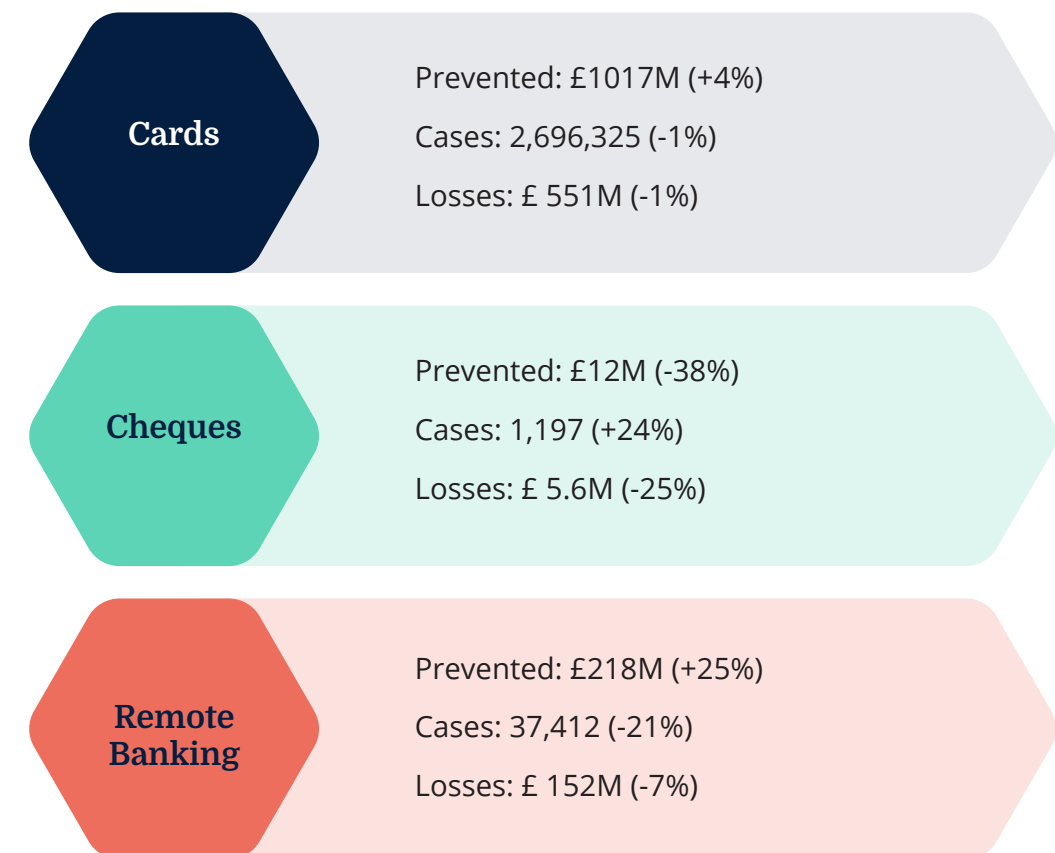 Cards
Prevented: £1017M (+4%)
Cases: 2,696,325 (-1%)
Losses: £ 551M (-1%)
Cheques
Prevented: £12M (-38%)
Cases: 1,197 (+24%)
Losses: £ 5.6M (-25%)
Remote
Banking
Prevented: £218M (+25%)
Cases: 37,412 (-21%)
Losses: £ 152M (-7%)